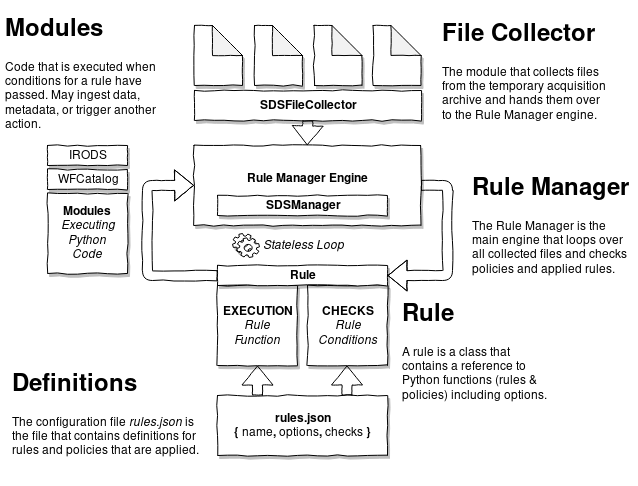 Modules
Code that is executed when
conditions for a rule have
passed. May ingest data,
metadata, or trigger another
action.
File Collector
The module that collects files
from the temporary acquisition
archive and hands them over
to the Rule Manager engine.
SDSFileCollector
IRODS
WFCatalog
Modules
Executing
Python
Code
Rule Manager Engine
SDSManager
Stateless Loop
Rule Manager
The Rule Manager is the
main engine that loops over
all collected files and checks
policies and applied rules.
Rule
EXECUTION
Rule
Function
CHECKS
Rule
Conditions
Rule
A rule is a class that
contains a reference to
Python functions (rules &
policies) including options.
Definitions
The configuration file rules.json is
the file that contains definitions for
rules and policies that are applied.
rules.json
{ name, options, checks }